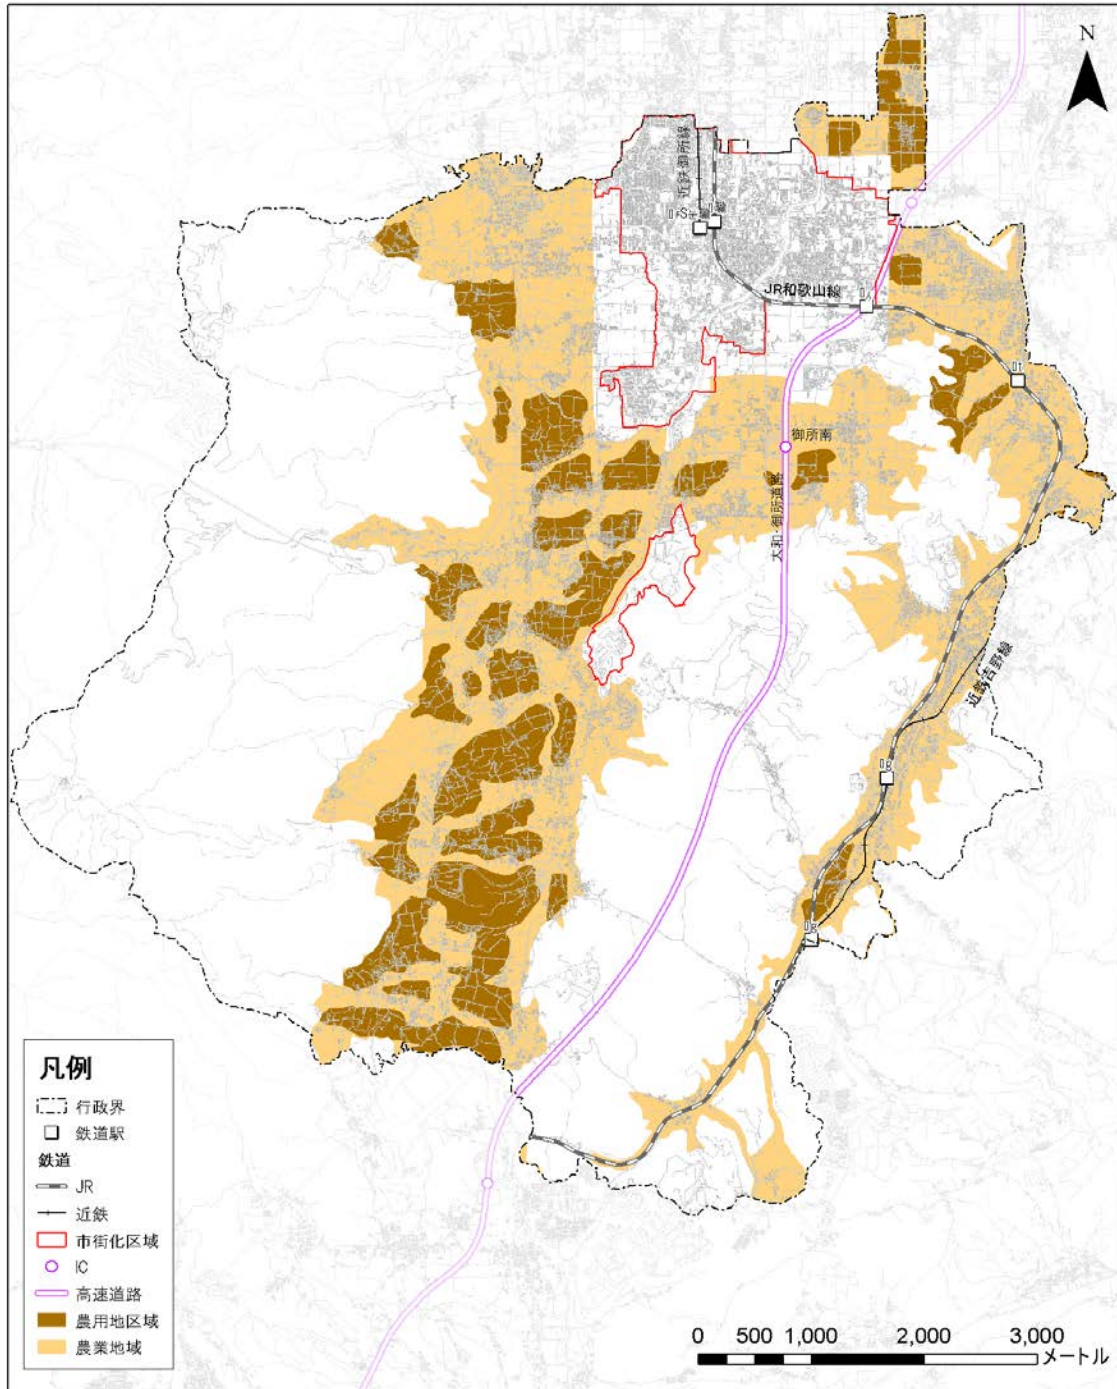 N
近鉄御所線
JR和歌山線
御所南
大和・御所道路
近鉄吉野線
凡例
行政界
鉄道駅
鉄道
JR
近鉄
市街化区域
IC
高速道路
農用地区域
農業地域
0 500 1,000 2,000 3,000
メートル